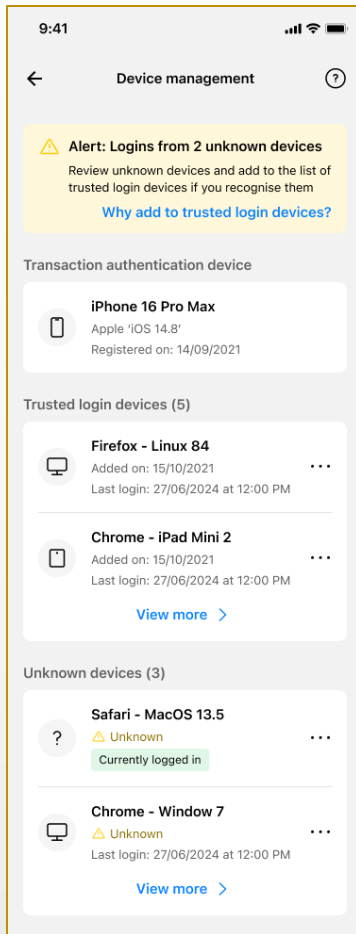 9:41
Device management
?
Alert: Logins from 2 unknown devices
Review unknown devices and add to the list of
trusted login devices if you recognise them
Why add to trusted login devices?
Transaction authentication device
iPhone 16 Pro Max
Apple ‘iOS 14.8’
Registered on: 14/09/2021
Trusted login devices (5)
Firefox - Linux 84
Added on: 15/10/2021
Last login: 27/06/2024 at 12:00 PM
Chrome - iPad Mini 2
Added on: 15/10/2021
Last login: 27/06/2024 at 12:00 PM
View more
Unknown devices (3)
Safari - MacOS 13.5
?
Unknown
Currently logged in
Chrome - Window 7
Unknown
Last login: 27/06/2024 at 12:00 PM
View more